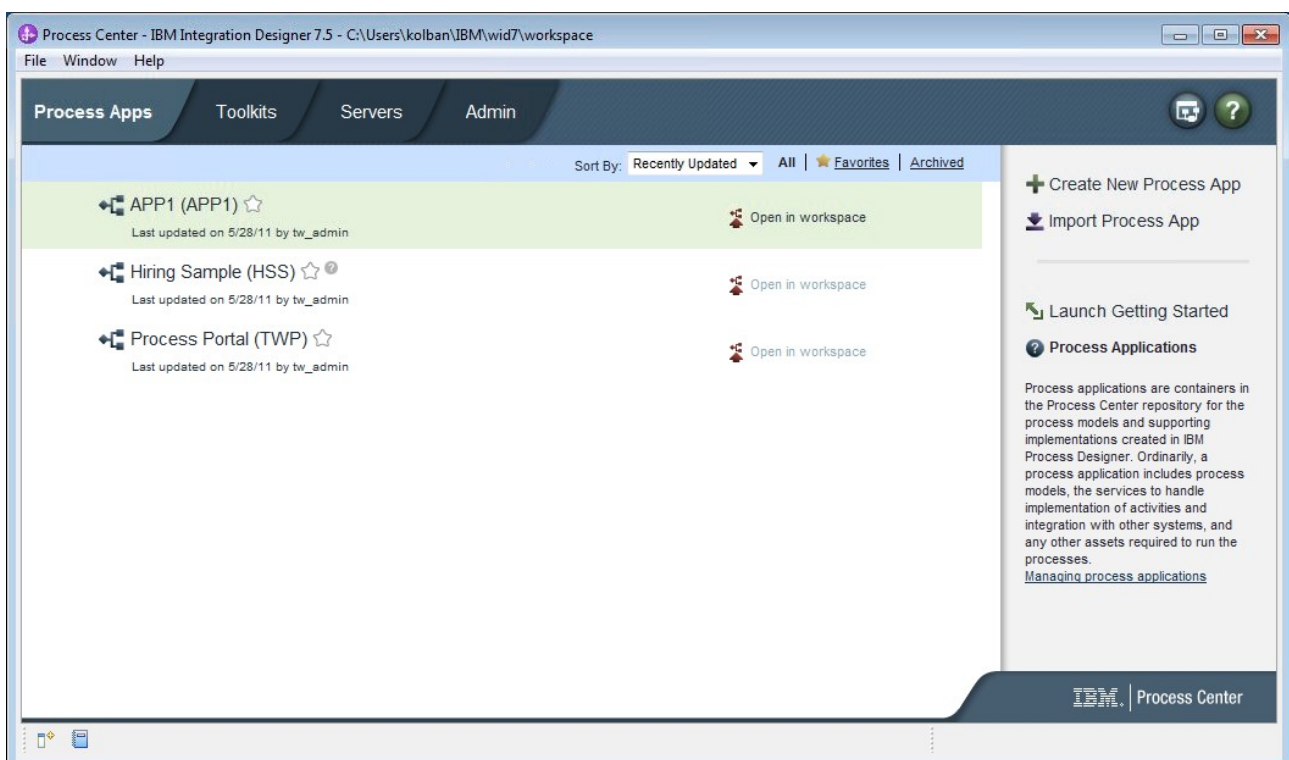 Process Center - IBM Integration Designer 7.5 - C:\Users\kolban\IBM\wid7\workspace
File Window Help
Process Apps Toolkits Servers Admin
Sort By: Recently Updated All | Favorites | Archived
APP1 (APP1)
Last updated on 5/28/11 by tw_admin
Open in workspace
Hiring Sample (HSS)
Last updated on 5/28/11 by tw_admin
Open in workspace
Process Portal (TWP)
Last updated on 5/28/11 by tw_admin
Open in workspace
Create New Process App
Import Process App
Launch Getting Started
Process Applications
Process applications are containers in
the Process Center repository for the
process models and supporting
implementations created in IBM
Process Designer. Ordinarily, a
process application includes process
models, the services to handle
implementation of activities and
integration with other systems, and
any other assets required to run the
processes.
Managing process applications
IBM. | Process Center